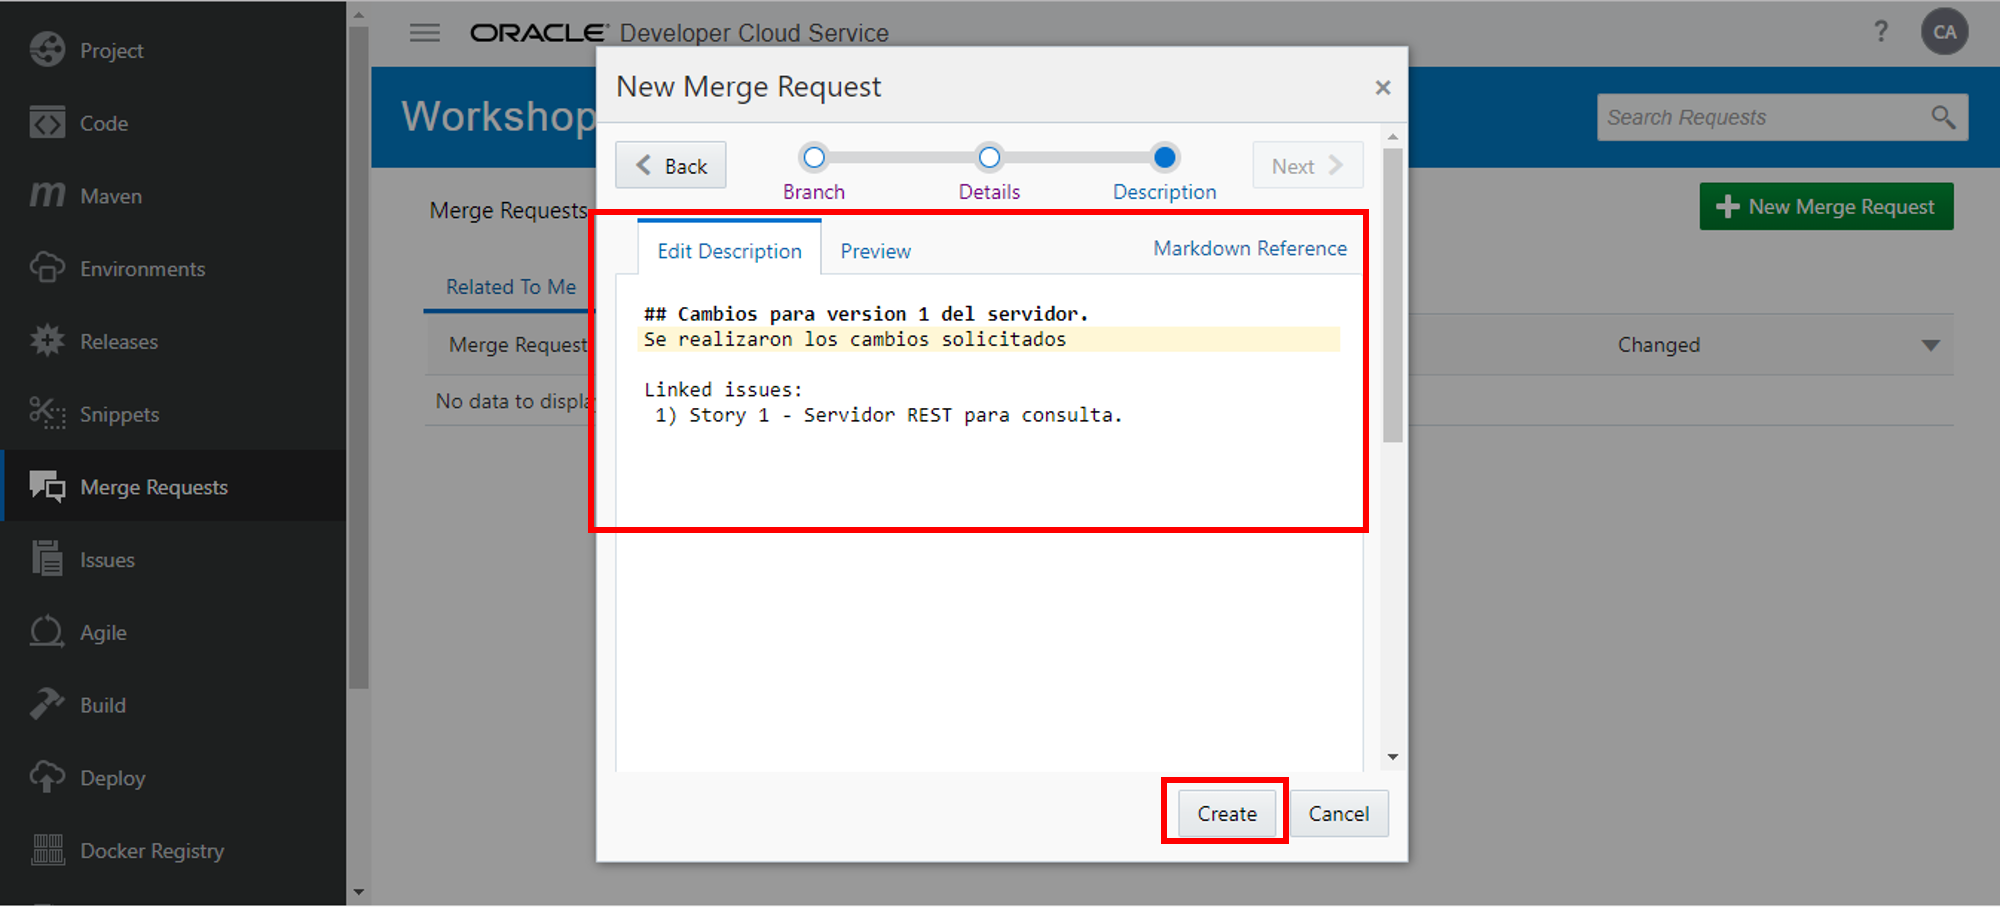 Project
Code
Maven
Environments
Releases
Snippets
Merge Requests
Issues
Agile
Build
Deploy
Docker Registry
ORACLE® Developer Cloud Service
? CA
Workshop
Search Requests
Merge Requests
New Merge Request
Related To Me
Merge Request
Changed
No data to displa
New Merge Request ×
Back
Branch
Details
Description
Next
Edit Description
Preview
Markdown Reference
## Cambios para version 1 del servidor.
Se realizaron los cambios solicitados
Linked issues:
1) Story 1 - Servidor REST para consulta.
Create
Cancel